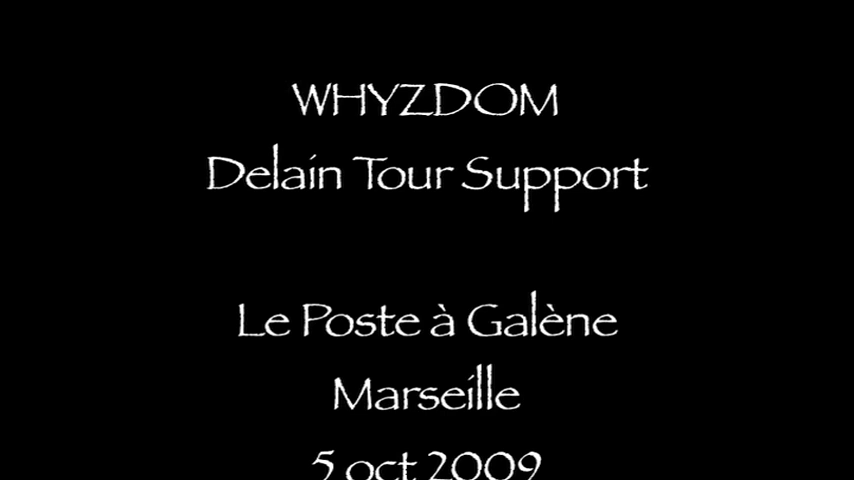 WHYZDOM
Delain Tour Support
Le Poste à Galène
Marseille
5 oct 2009